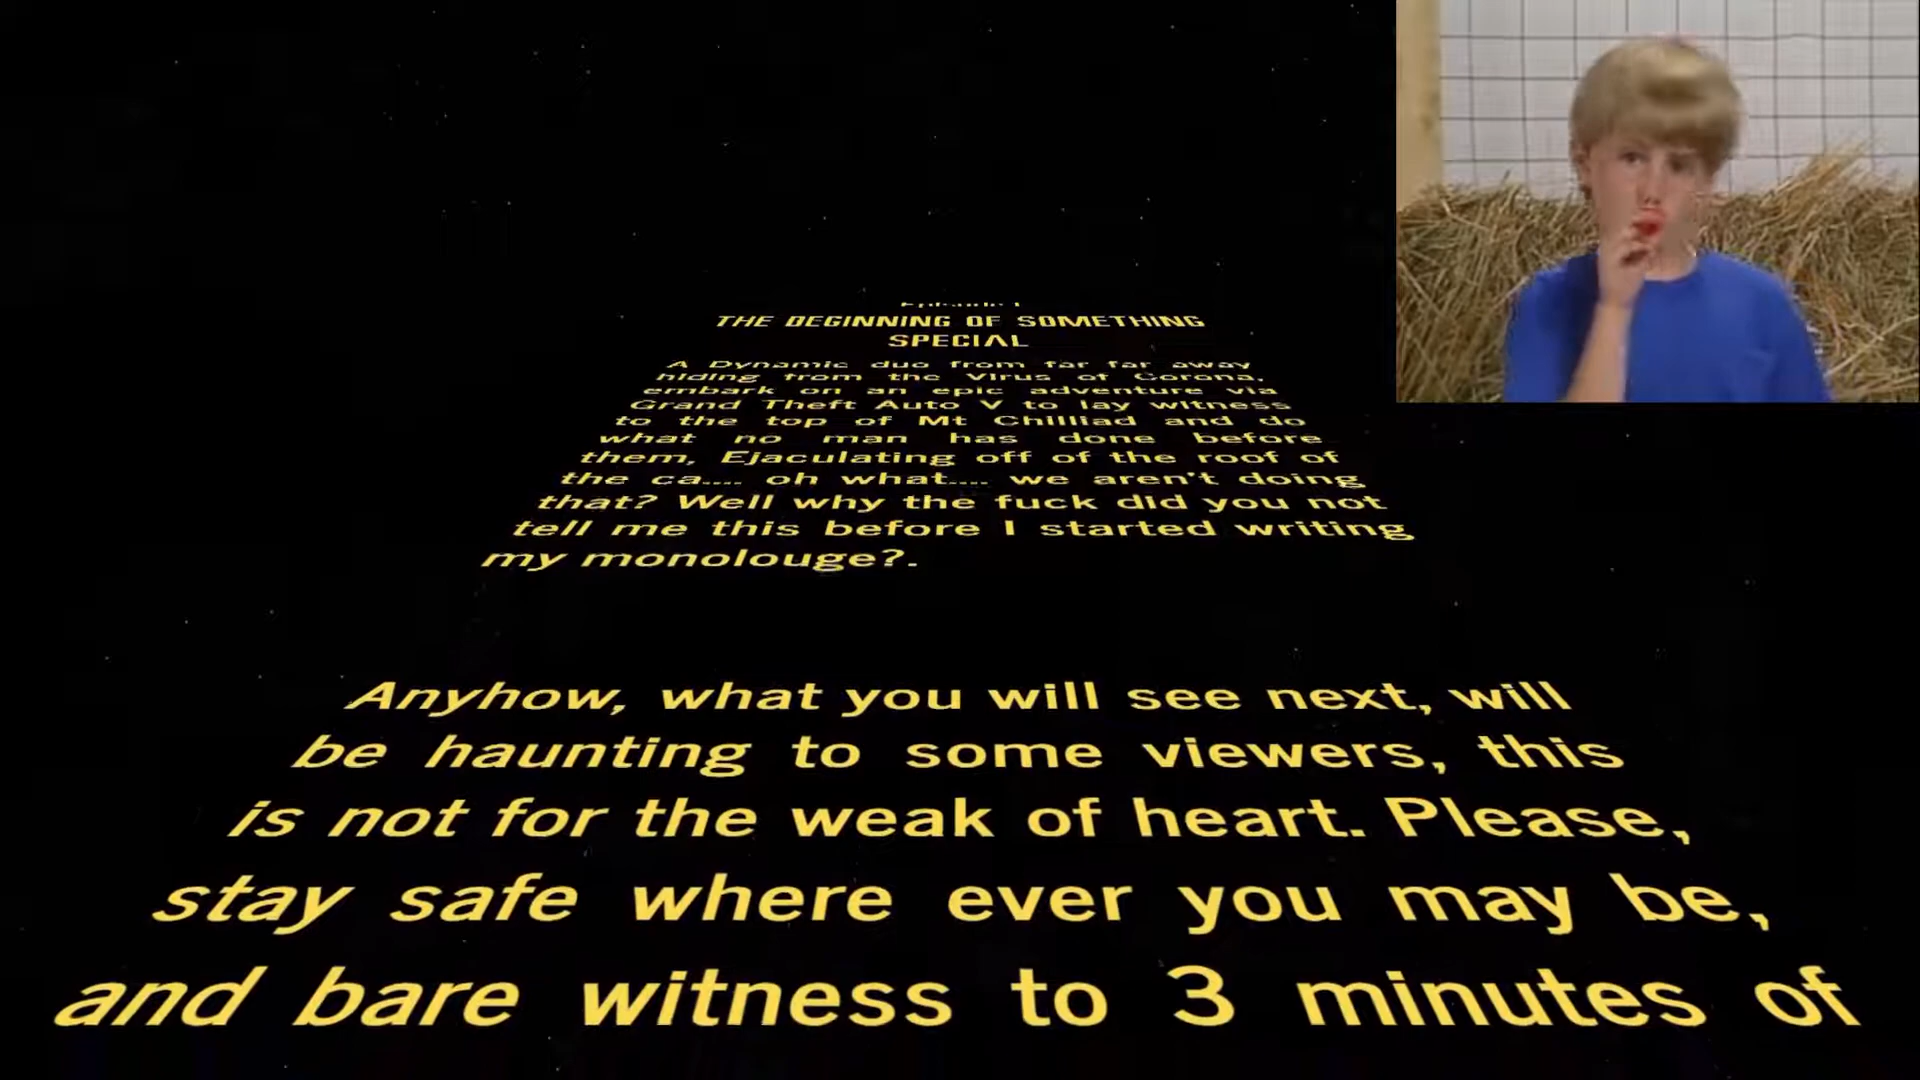 Episode 1
THE BEGINNING OF SOMETHING
SPECIAL
A Dynamic duo from far far away
hiding from the Virus of Corona,
embark on an epic adventure via
Grand Theft Auto V to lay witness
to the top of Mt Chilliad and do
what no man has done before
them, Ejaculating off of the roof of
the ca.... oh what.... we aren't doing
that? Well why the fuck did you not
tell me this before I started writing
my monolouge?.
Anyhow, what you will see next, will
be haunting to some viewers, this
is not for the weak of heart. Please,
stay safe where ever you may be,
and bare witness to 3 minutes of